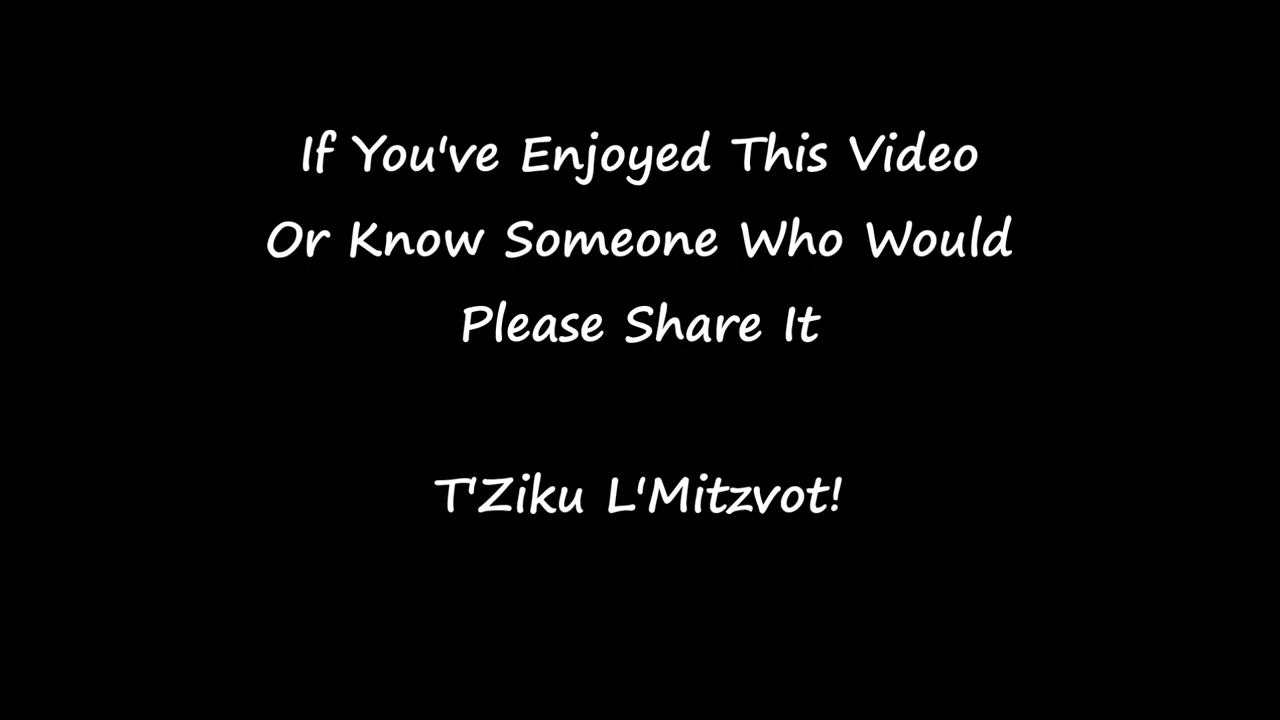 If You've Enjoyed This Video
Or Know Someone Who Would
Please Share It
T'Ziku L'Mitzvot!